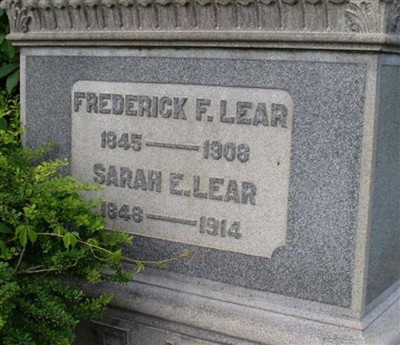 FREDERICK F. LEAR
1845—1908
SARAH E. LEAR
1848—1914